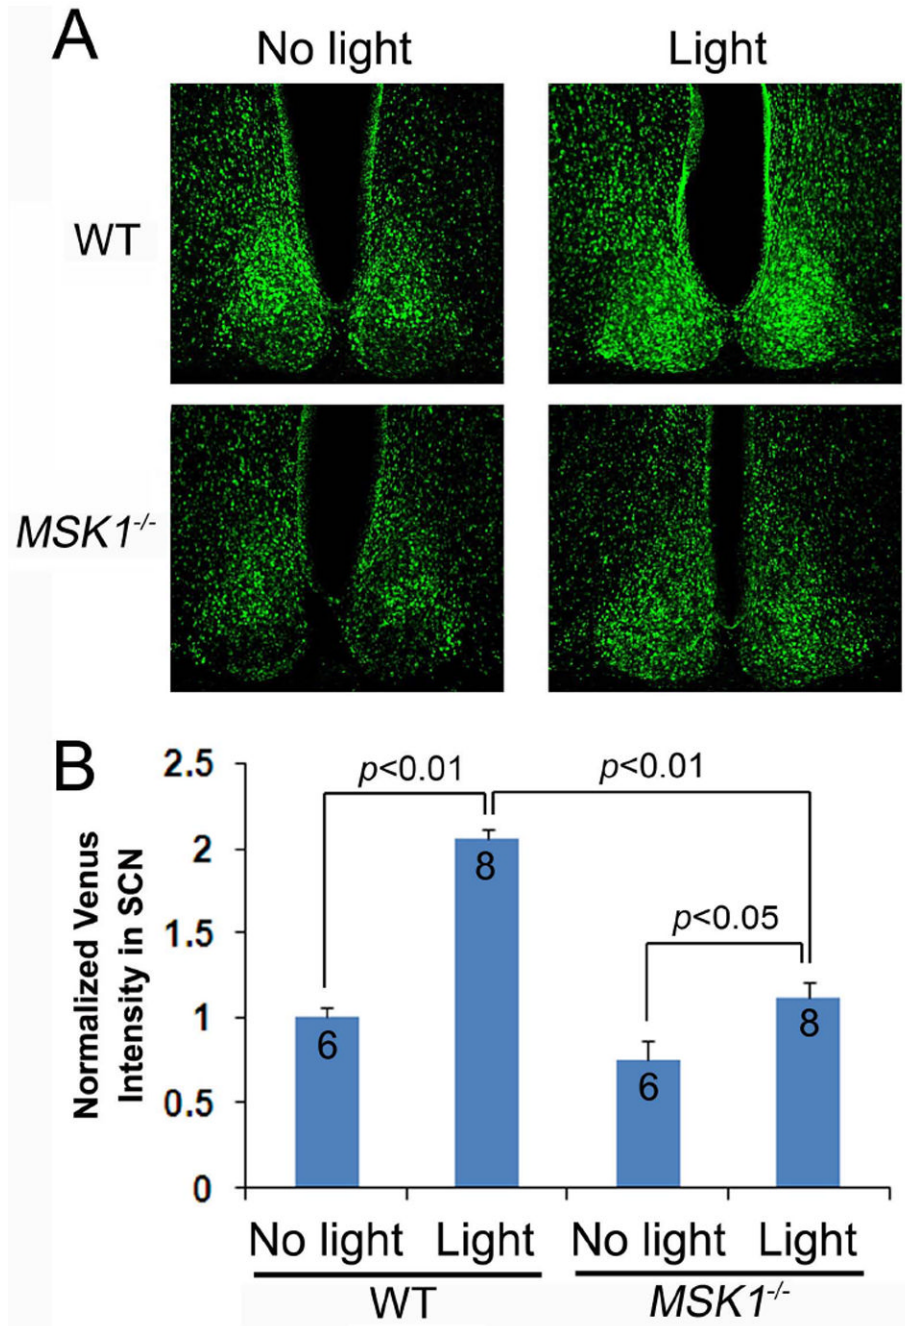 A
No light Light
WT
MSK1-/-
B
Normalized Venus
Intensity in SCN
2.5
2
1.5
1
0.5
0
p<0.01 p<0.01
p<0.05
6 8 6 8
No light Light No light Light
WT MSK1-/-